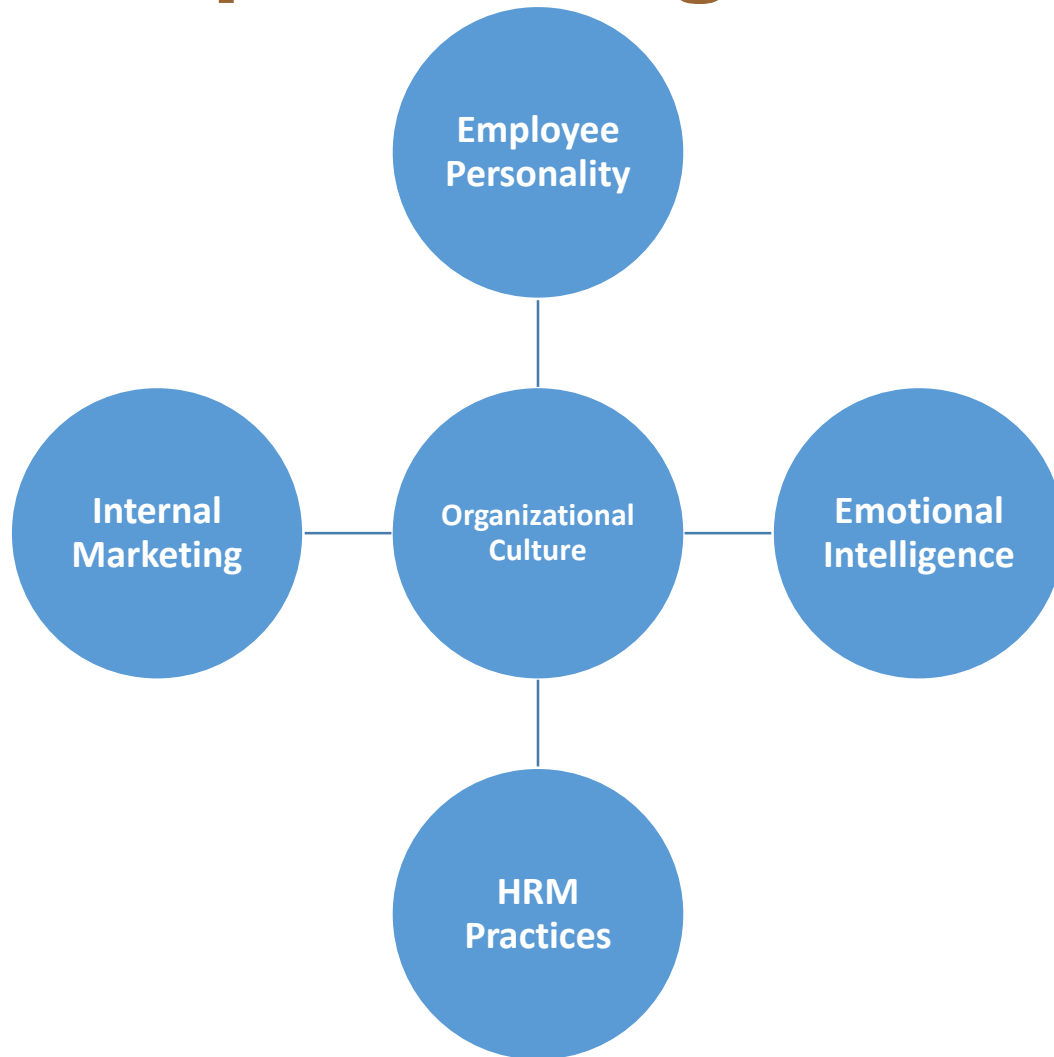 Employee
Personality
Internal
Marketing
Organizational
Culture
Emotional
Intelligence
HRM
Practices